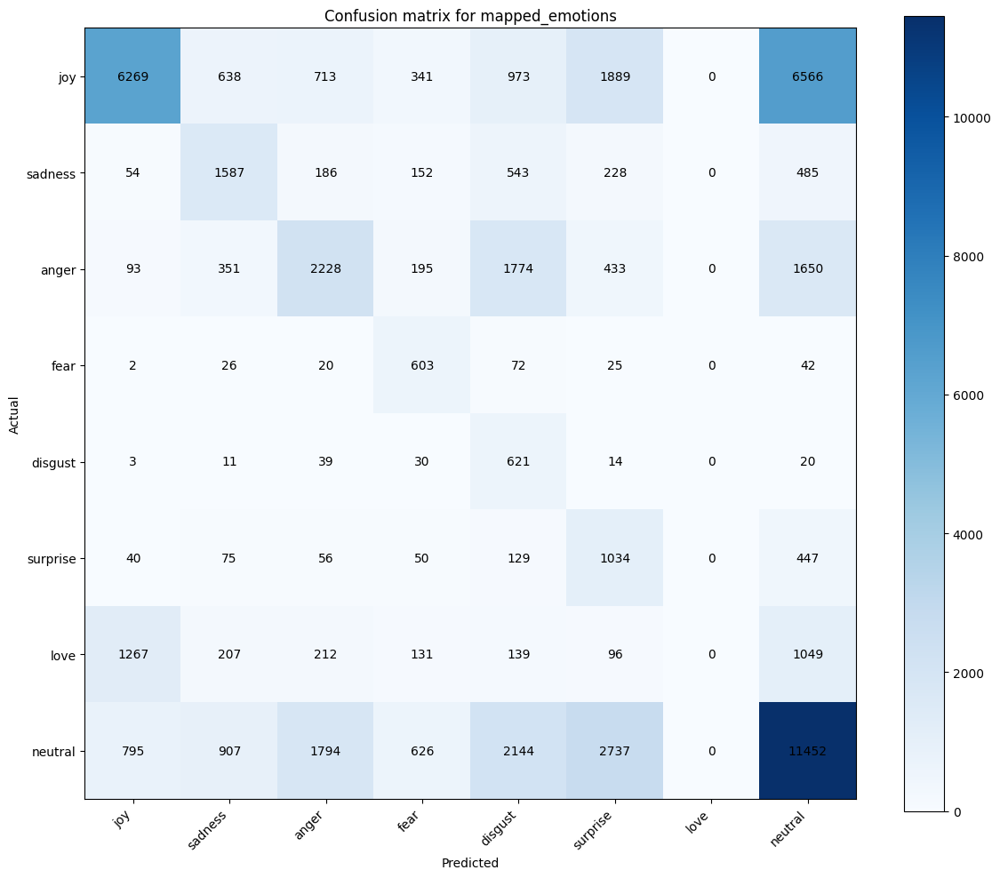 Confusion matrix for mapped_emotions
joy 6269 638 713 341 973 1889 0 6566
sadness 54 1587 186 152 543 228 0 485
anger 93 351 2228 195 1774 433 0 1650
fear 2 26 20 603 72 25 0 42
disgust 3 11 39 30 621 14 0 20
surprise 40 75 56 50 129 1034 0 447
love 1267 207 212 131 139 96 0 1049
neutral 795 907 1794 626 2144 2737 0 11452
joy sadness anger fear disgust surprise love neutral
Predicted
Actual
10000
8000
6000
4000
2000
0